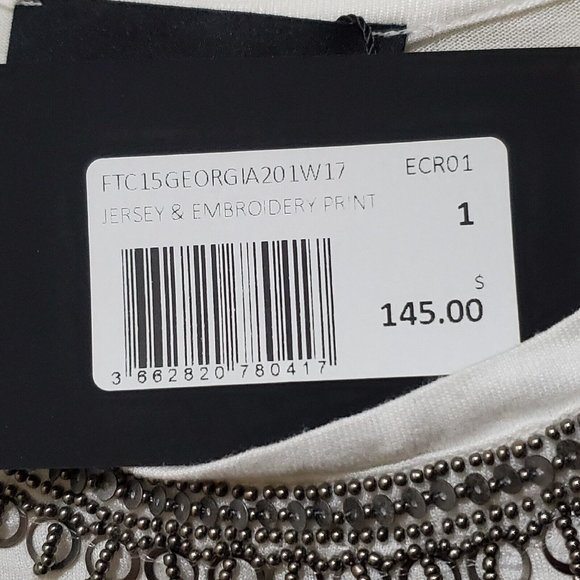 FTC15GEORGIA201W17 ECR01
JERSEY & EMBROIDERY PRINT 1
$
145.00
3 662820 780417